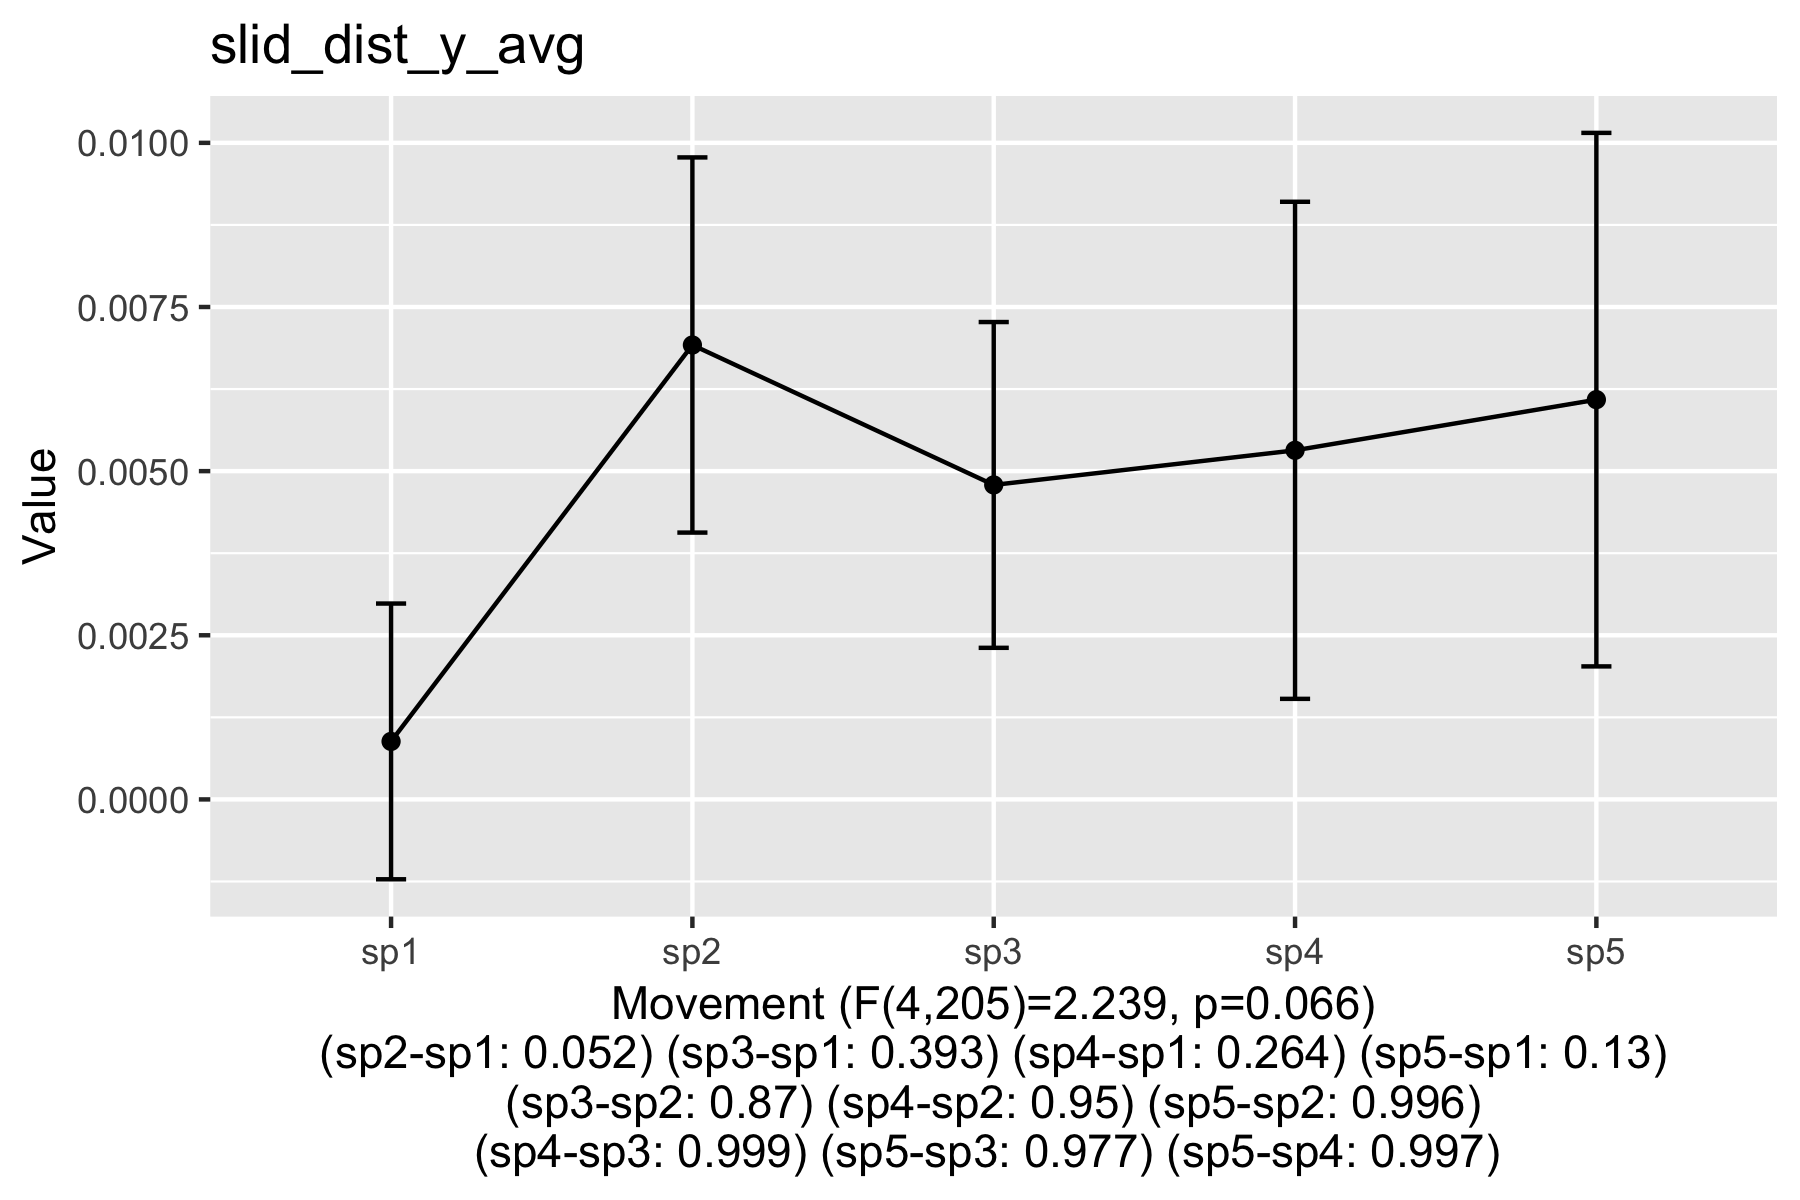 slid_dist_y_avg
Value
0.0100
0.0075
0.0050
0.0025
0.0000
sp1 sp2 sp3 sp4 sp5
Movement (F(4,205)=2.239, p=0.066)
(sp2-sp1: 0.052) (sp3-sp1: 0.393) (sp4-sp1: 0.264) (sp5-sp1: 0.13)
(sp3-sp2: 0.87) (sp4-sp2: 0.95) (sp5-sp2: 0.996)
(sp4-sp3: 0.999) (sp5-sp3: 0.977) (sp5-sp4: 0.997)